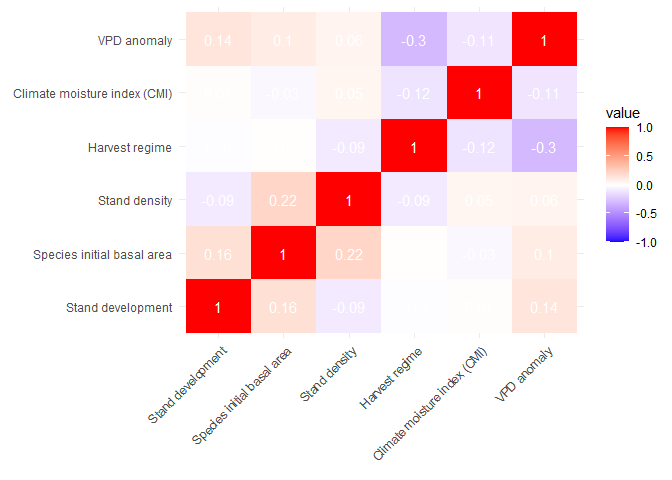 VPD anomaly 0.14 0.1 0.06 -0.3 -0.11 1
Climate moisture index (CMI) -0.03 0.05 -0.12 1 -0.11
Harvest regime -0.09 1 -0.12 -0.3
Stand density -0.09 0.22 1 -0.09 0.05 0.06
Species initial basal area 0.16 1 0.22 -0.03 0.1
Stand development 1 0.16 -0.09 0.14
Stand development
Species initial basal area
Stand density
Harvest regime
Climate moisture index (CMI)
VPD anomaly
value
1.0
0.5
0.0
-0.5
-1.0